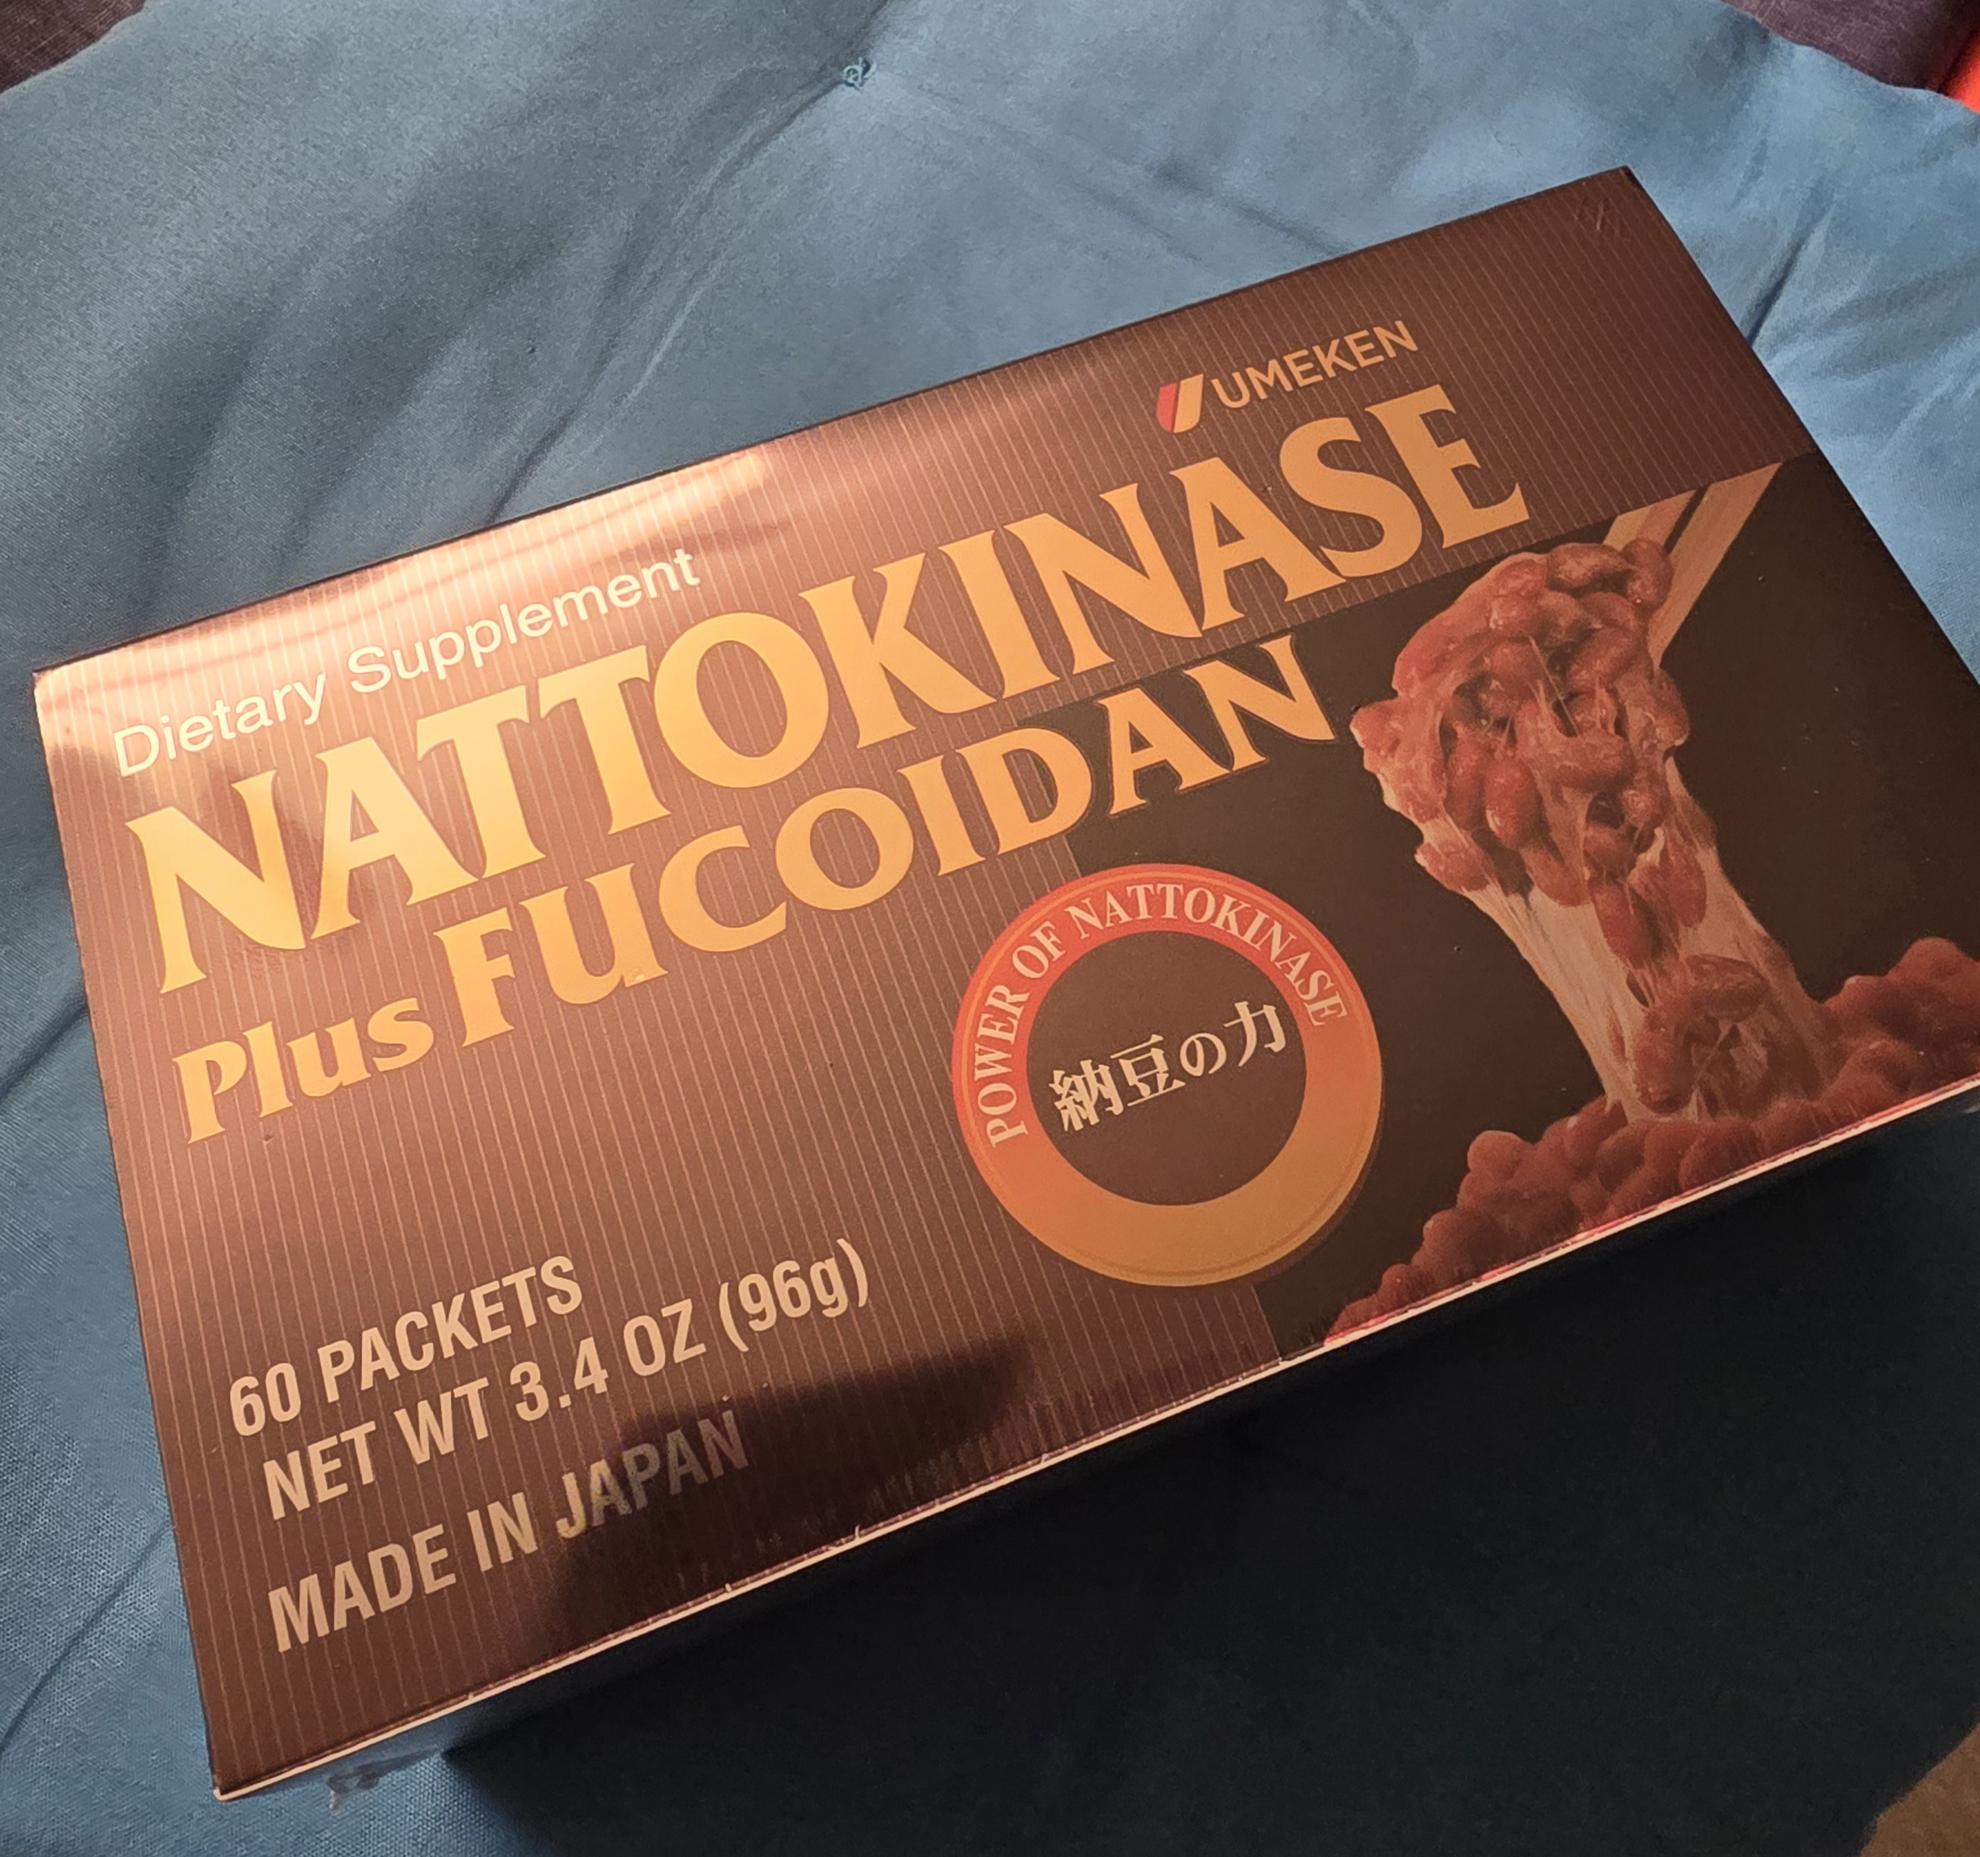 UMEKEN
Dietary Supplement
NATTOKINASE
Plus FUCOIDAN
POWER OF NATTOKINASE
納豆の力
60 PACKETS
NET WT 3.4 OZ (96g)
MADE IN JAPAN